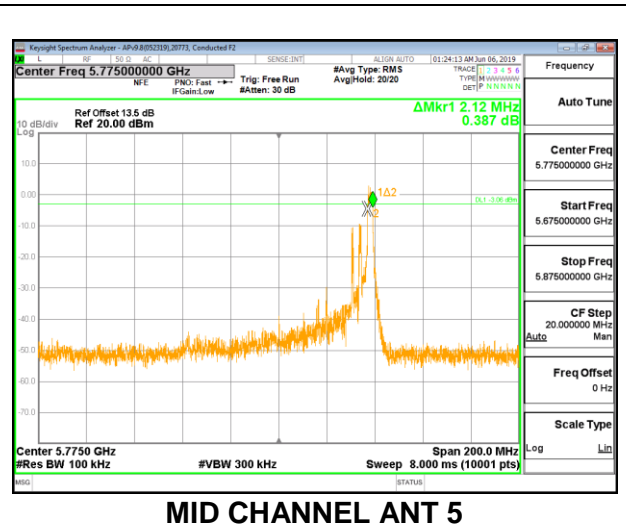 Keysight Spectrum Analyzer - APv9.8(052319),20773, Conducted F2
L RF 50 Ω AC SENSE:INT ALIGN AUTO 01:24:13 AM Jun 06, 2019
Center Freq 5.775000000 GHz
NFE PNO: Fast IFGain:Low
Trig: Free Run #Atten: 30 dB
#Avg Type: RMS Avg|Hold: 20/20
TRACE 1 2 3 4 5 6
TYPE M WWWWW
DET P N N N N N
Frequency
Auto Tune
Center Freq
5.775000000 GHz
Start Freq
5.675000000 GHz
Stop Freq
5.875000000 GHz
CF Step
20.000000 MHz
Auto Man
Freq Offset
0 Hz
Scale Type
Log Lin
ΔMkr1 2.12 MHz
0.387 dB
Ref Offset 13.5 dB
10 dB/div Ref 20.00 dBm
Log
10.0
0.00
-10.0
-20.0
-30.0
-40.0
-50.0
-60.0
-70.0
1Δ2
2
DL1 -3.06 dBm
Center 5.7750 GHz Span 200.0 MHz
#Res BW 100 kHz #VBW 300 kHz Sweep 8.000 ms (10001 pts)
MSG STATUS
MID CHANNEL ANT 5